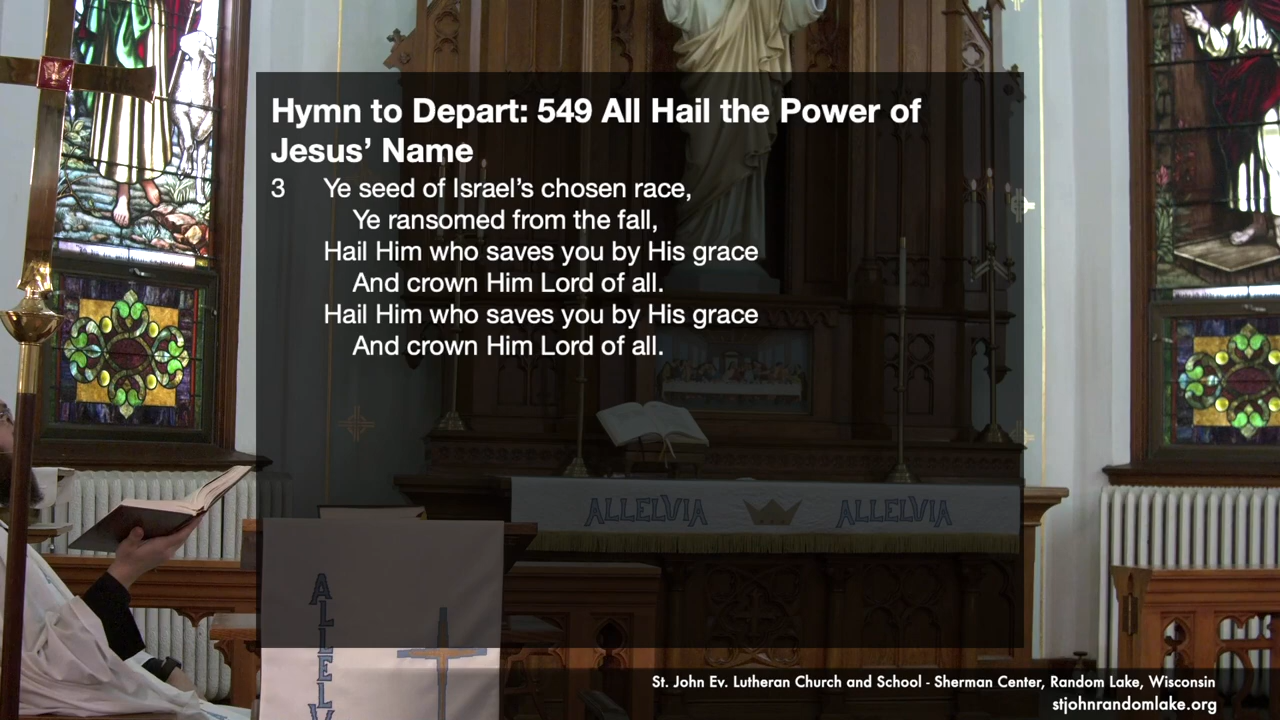 Hymn to Depart: 549 All Hail the Power of
Jesus’ Name
3 Ye seed of Israel’s chosen race,
Ye ransomed from the fall,
Hail Him who saves you by His grace
And crown Him Lord of all.
Hail Him who saves you by His grace
And crown Him Lord of all.
ALLELVIA ALLELVIA
ALLELV
St. John Ev. Lutheran Church and School - Sherman Center, Random Lake, Wisconsin
stjohnrandomlake.org